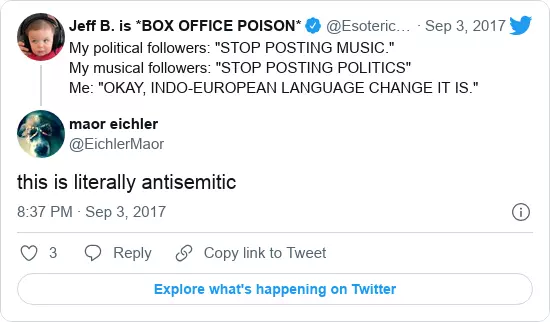 Jeff B. is *BOX OFFICE POISON* @Esoteric... · Sep 3, 2017
My political followers: "STOP POSTING MUSIC."
My musical followers: "STOP POSTING POLITICS"
Me: "OKAY, INDO-EUROPEAN LANGUAGE CHANGE IT IS."
maor eichler
@EichlerMaor
this is literally antisemitic
8:37 PM · Sep 3, 2017
3 Reply Copy link to Tweet
Explore what's happening on Twitter